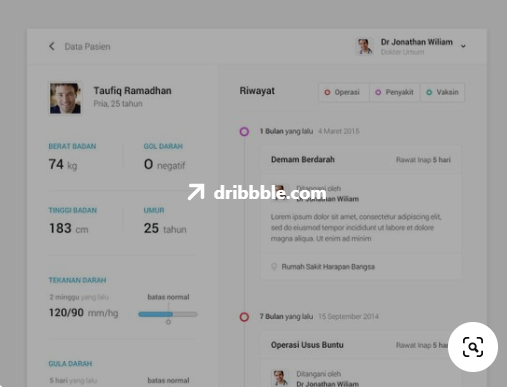 Data Pasien
Dr Jonathan Wiliam
Dokter Umum
Taufiq Ramadhan
Pria, 25 tahun
BERAT BADAN
74 kg
GOL DARAH
O negatif
TINGGI BADAN
183 cm
UMUR
25 tahun
TEKANAN DARAH
2 minggu yang lalu
120/90 mm/hg
batas normal
GULA DARAH
5 hari yang lalu
batas normal
Riwayat
Operasi
Penyakit
Vaksin
1 Bulan yang lalu 4 Maret 2015
Demam Berdarah
Rawat Inap 5 hari
Ditangani oleh
Dr Jonathan Wiliam
Lorem ipsum dolor sit amet, consectetur adipisicing elit,
sed do eiusmod tempor incididunt ut labore et dolore
magna aliqua. Ut enim ad minim
Rumah Sakit Harapan Bangsa
7 Bulan yang lalu 15 September 2014
Operasi Usus Buntu
Rawat Inap 5
Ditangani oleh
Dr Jonathan Wiliam
dribbble.com